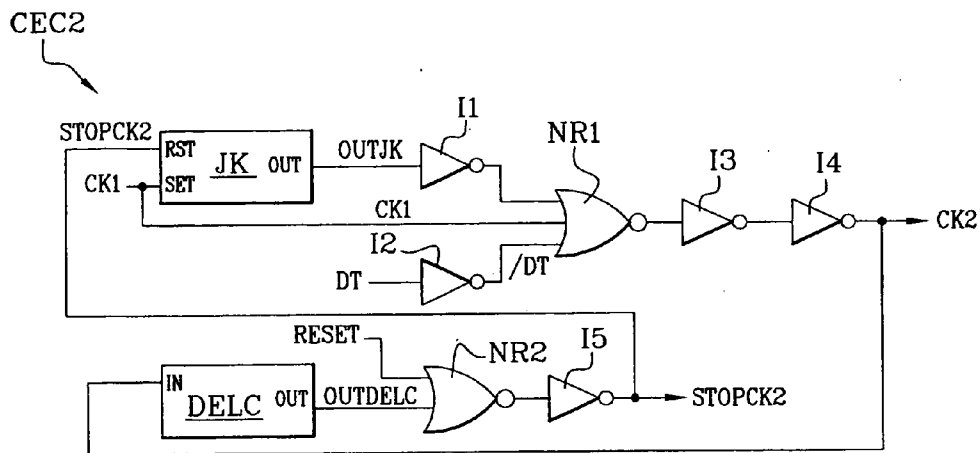 CEC2
I1
NR1
I3
I4
STOPCK2
RST
JK
OUT
OUTJK
CK1
SET
CK1
CK2
I2
DT
/DT
RESET
NR2
I5
IN
DELC
OUT
OUTDELC
STOPCK2